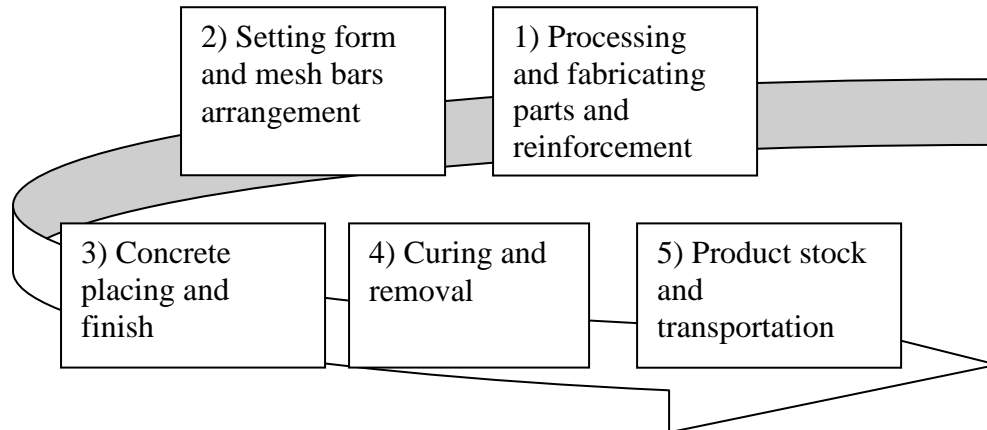 1) Processing
and fabricating
parts and
reinforcement
2) Setting form
and mesh bars
arrangement
3) Concrete
placing and
finish
4) Curing and
removal
5) Product stock
and
transportation